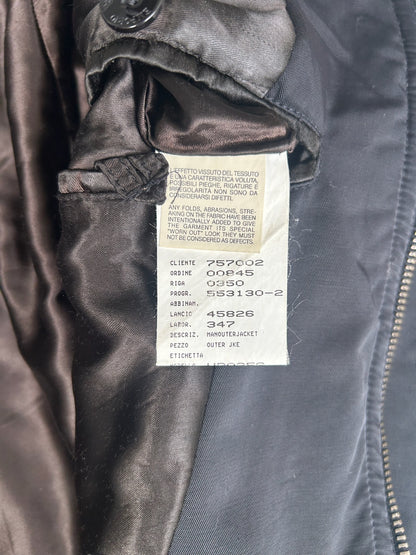 L'EFFETTO VISSUTO DEL TESSUTO
E UNA CARATTERISTICA VOLUTA,
POSSIBILI PIEGHE, RIGATURE E
IRREGOLARITÀ NON SONO DA
CONSIDERARSI DIFETTI.
ANY FOLDS, ABRASIONS, STREA-
KING ON THE FABRIC HAVE BEEN
INTENTIONALLY ADDED TO GIVE
THE GARMENT ITS SPECIAL
"WORN OUT" LOOK THEY MUST
NOT BE CONSIDERED AS DEFECTS.
CLIENTE 757002
ORDINE 00845
RIGA 0350
PROGR. 553130-2
ABBINAM.
LANCIO 45826
LABOR. 347
DESCRIZ. MANOUTERJACKET
PEZZO OUTER JKE
ETICHETTA